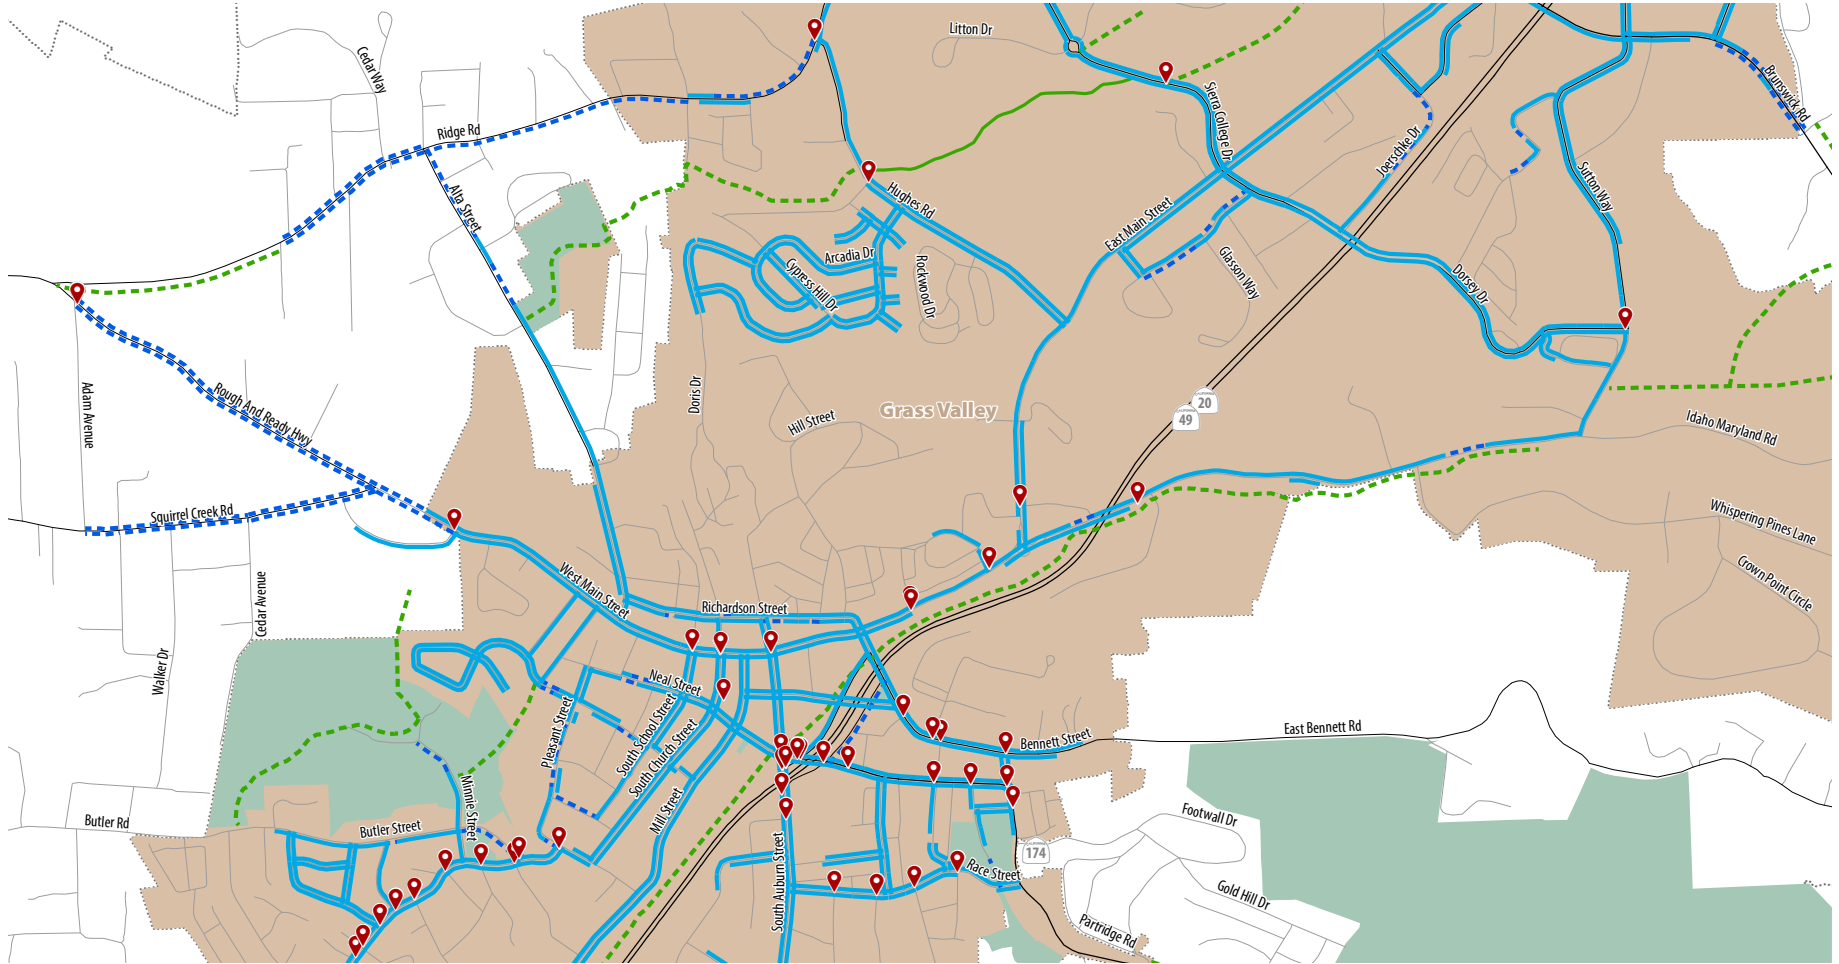 Litton Dr
Cedar Way
Brunswick Rd
Sierra College Dr
Ridge Rd
Joerschke Dr
Alta Street
Hughes Rd
Sutton Way
East Main Street
Arcadia Dr
Cypress Hill Dr
Rockwood Dr
Glasson Way
Dorsey Dr
Adam Avenue
Rough And Ready Hwy
Doris Dr
Hill Street
Grass Valley
CALIFORNIA
20
CALIFORNIA
49
Idaho Maryland Rd
Squirrel Creek Rd
Whispering Pines Lane
Crown Point Circle
West Main Street
Richardson Street
Cedar Avenue
Walker Dr
Neal Street
Pleasant Street
South School Street
South Church Street
Bennett Street
East Bennett Rd
Minnie Street
Mill Street
Butler Rd
Butler Street
Footwall Dr
South Auburn Street
CALIFORNIA
174
Race Street
Gold Hill Dr
Partridge Rd